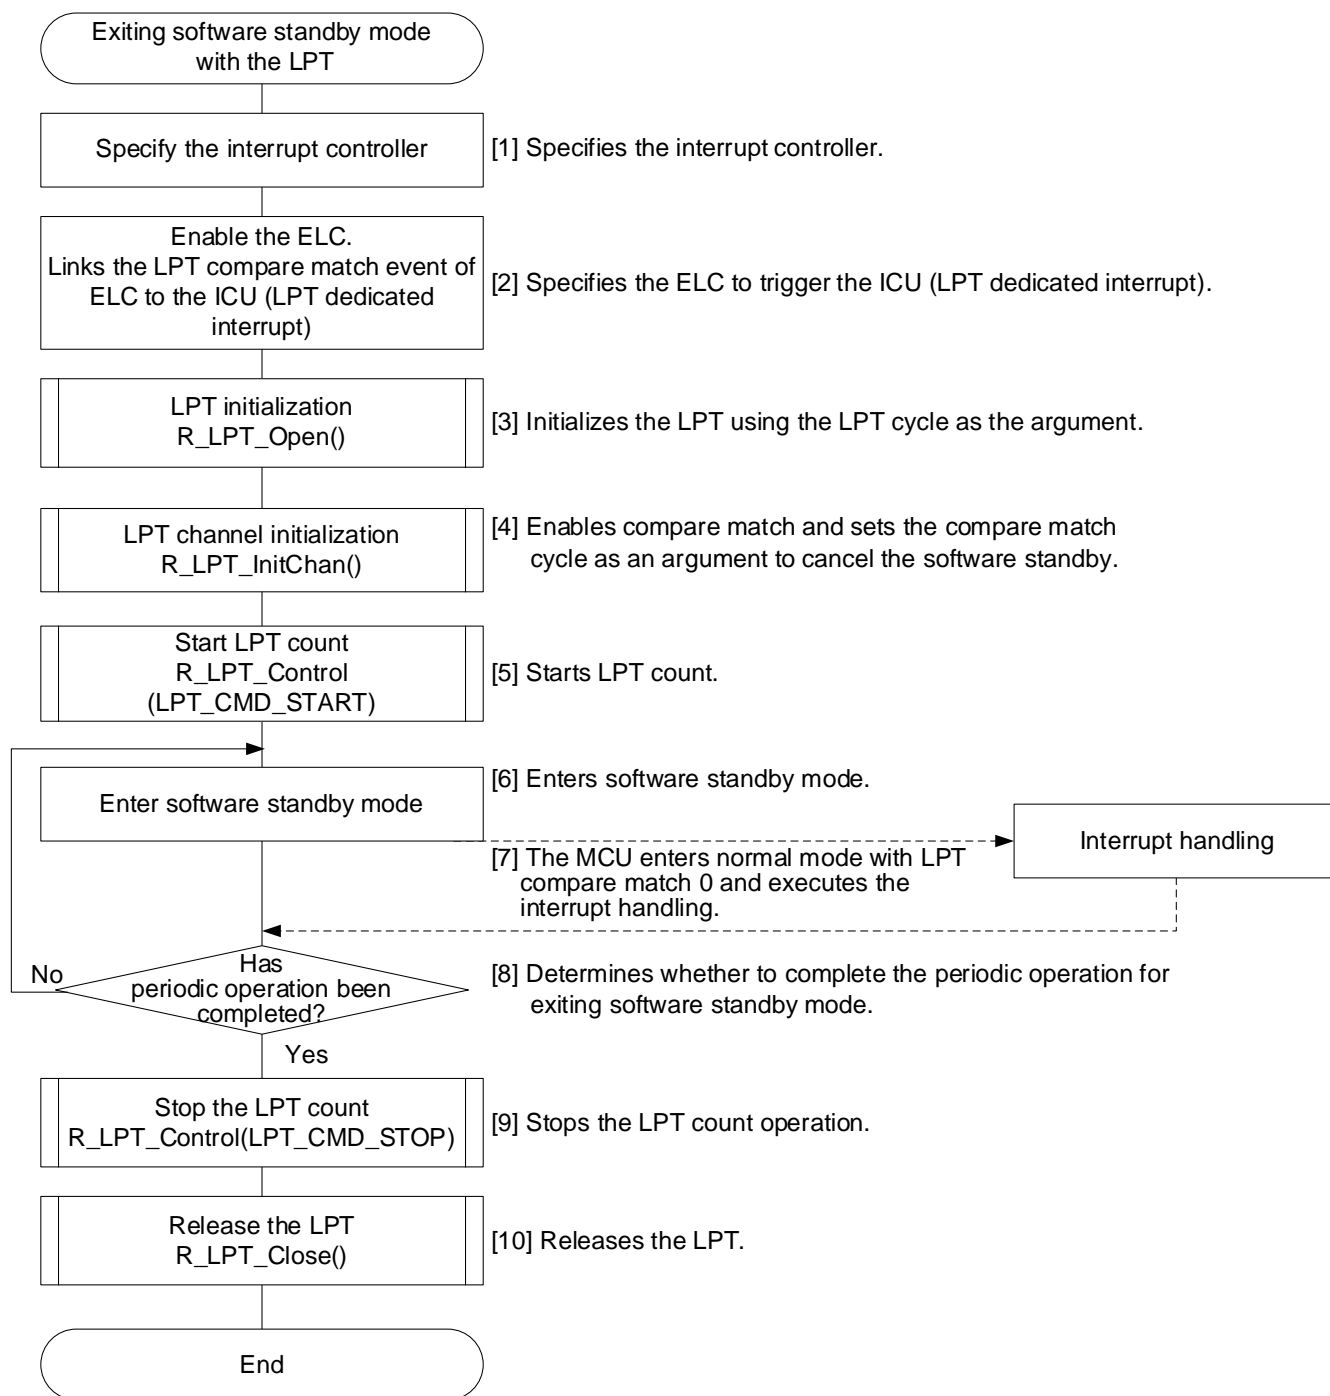 Exiting software standby mode
with the LPT
Specify the interrupt controller
[1] Specifies the interrupt controller.
Enable the ELC.
Links the LPT compare match event of
ELC to the ICU (LPT dedicated
interrupt)
[2] Specifies the ELC to trigger the ICU (LPT dedicated interrupt).
LPT initialization
R_LPT_Open()
[3] Initializes the LPT using the LPT cycle as the argument.
LPT channel initialization
R_LPT_InitChan()
[4] Enables compare match and sets the compare match
cycle as an argument to cancel the software standby.
Start LPT count
R_LPT_Control
(LPT_CMD_START)
[5] Starts LPT count.
Enter software standby mode
[6] Enters software standby mode.
Interrupt handling
[7] The MCU enters normal mode with LPT
compare match 0 and executes the
interrupt handling.
No
Has
periodic operation been
completed?
[8] Determines whether to complete the periodic operation for
exiting software standby mode.
Yes
Stop the LPT count
R_LPT_Control(LPT_CMD_STOP)
[9] Stops the LPT count operation.
Release the LPT
R_LPT_Close()
[10] Releases the LPT.
End